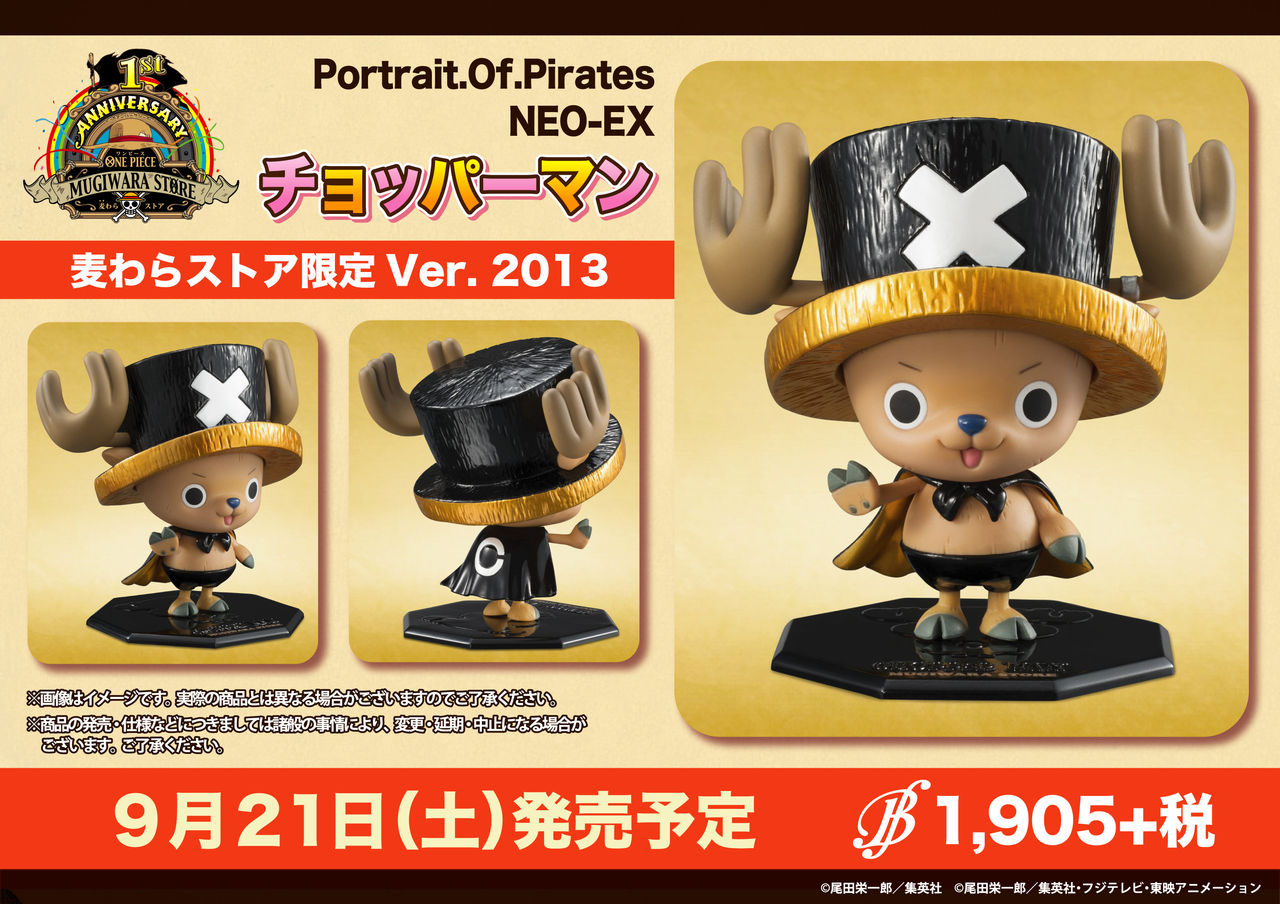 1st
ANNIVERSARY
ワンピース
ONE PIECE
MUGIWARA STORE
麦わら ストア
Portrait.Of.Pirates
NEO-EX
チョッパーマン
麦わらストア限定 Ver. 2013
C
MUGIWARA STORE
※画像はイメージです。実際の商品とは異なる場合がございますのでご了承ください。
※商品の発売・仕様などにつきましては諸般の事情により、変更・延期・中止になる場合が
ございます。ご了承ください。
9月21日(土)発売予定
1,905+税
©尾田栄一郎／集英社 ©尾田栄一郎／集英社・フジテレビ・東映アニメーション